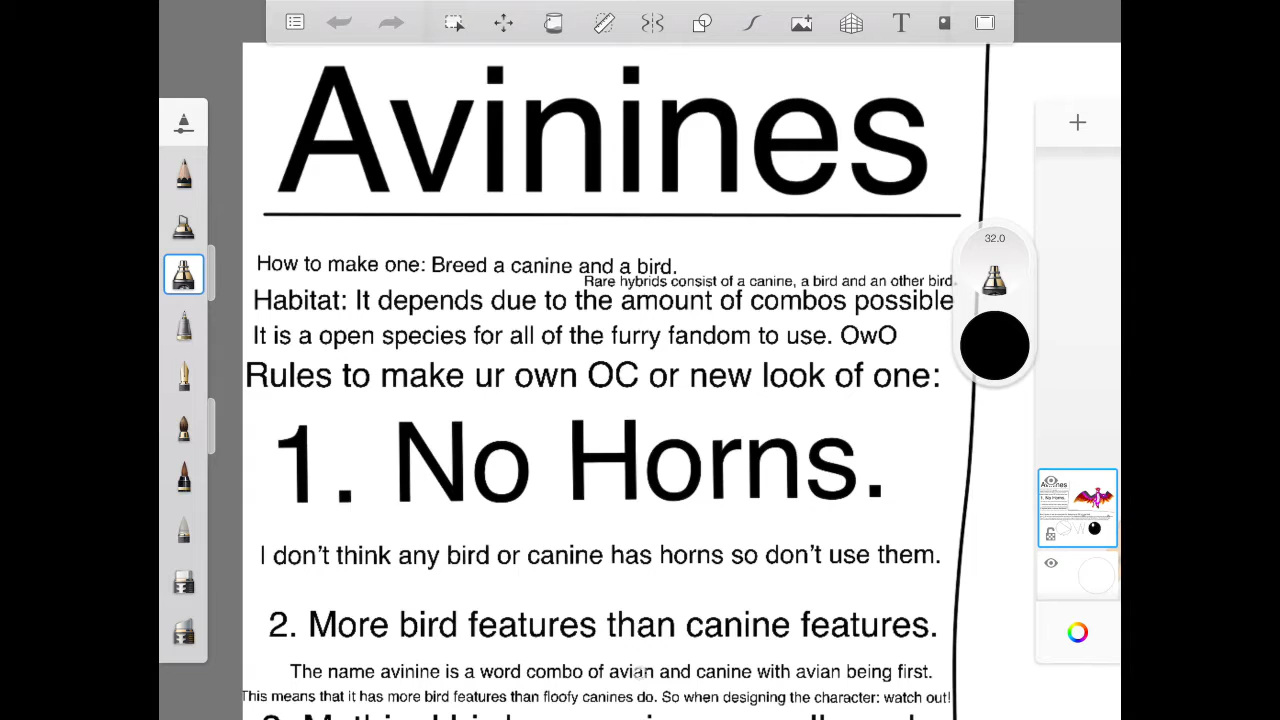 Avinines
32.0
How to make one: Breed a canine and a bird.
Rare hybrids consist of a canine, a bird and an other bird.
Habitat: It depends due to the amount of combos possible
It is a open species for all of the furry fandom to use. OwO
Rules to make ur own OC or new look of one:
1. No Horns.
I don’t think any bird or canine has horns so don’t use them.
2. More bird features than canine features.
The name avinine is a word combo of avian and canine with avian being first.
This means that it has more bird features than floofy canines do. So when designing the character: watch out!